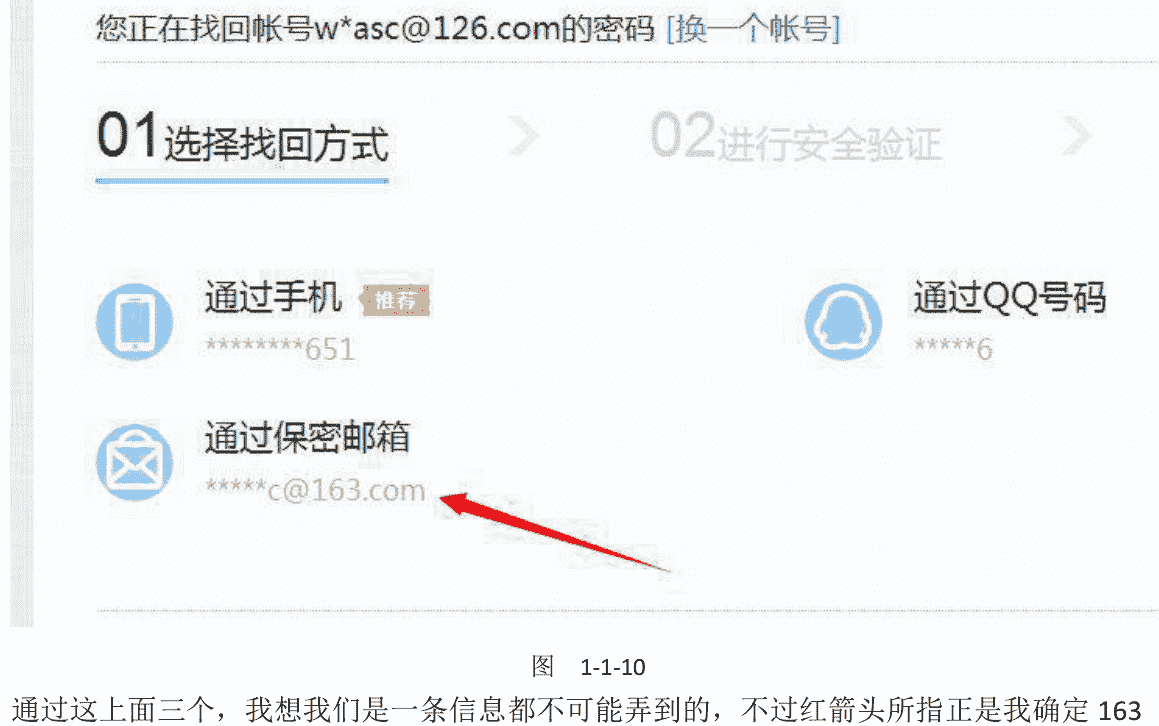 您正在找回帐号w*asc@126.com的密码 [换一个帐号]
01选择找回方式 02进行安全验证
通过手机 推荐 通过QQ号码
********651 *****6
通过保密邮箱
*****c@163.com
图 1-1-10
通过这上面三个，我想我们是一条信息都不可能弄到的，不过红箭头所指正是我确定 163